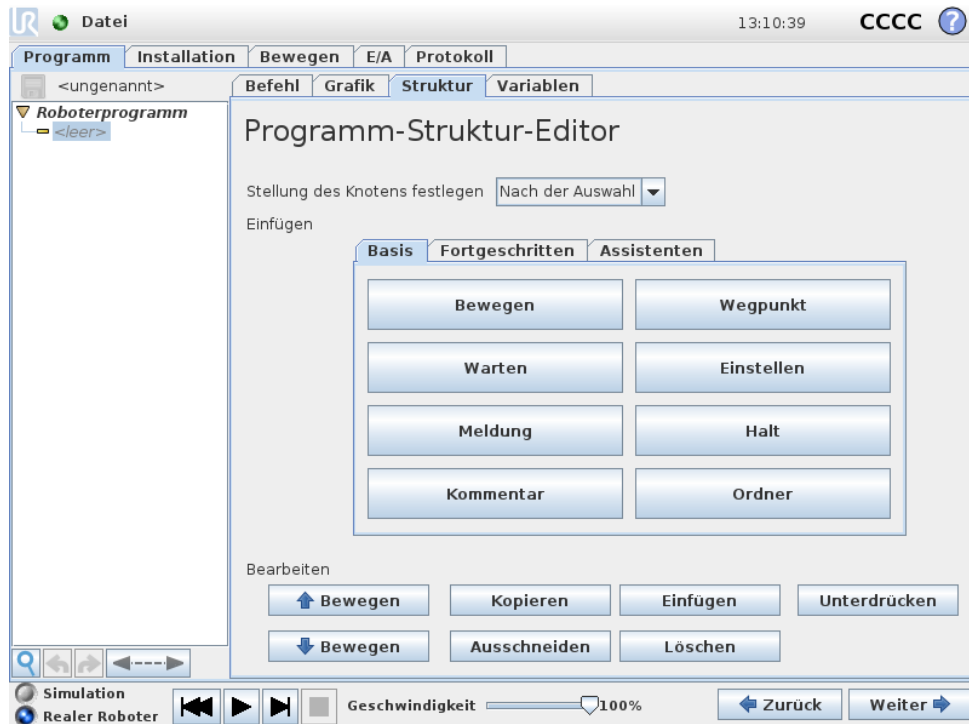 UR Datei 13:10:39 CCCC ?
Programm Installation Bewegen E/A Protokoll
<ungenannt>
Befehl Grafik Struktur Variablen
Roboterprogramm
<leer>
Programm-Struktur-Editor
Stellung des Knotens festlegen Nach der Auswahl
Einfügen
Basis Fortgeschritten Assistenten
Bewegen Wegpunkt
Warten Einstellen
Meldung Halt
Kommentar Ordner
Bearbeiten
Bewegen Kopieren Einfügen Unterdrücken
Bewegen Ausschneiden Löschen
Simulation
Realer Roboter
Geschwindigkeit 100%
Zurück Weiter